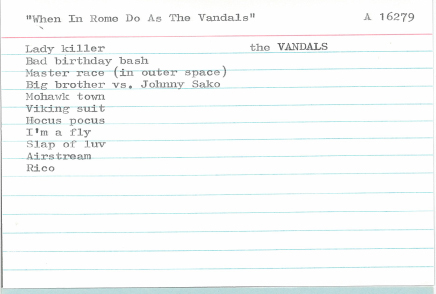 "When In Rome Do As The Vandals" A 16279
Lady killer the VANDALS
Bad birthday bash
Master race (in outer space)
Big brother vs. Johnny Sako
Mohawk town
Viking suit
Hocus pocus
I'm a fly
Slap of luv
Airstream
Rico